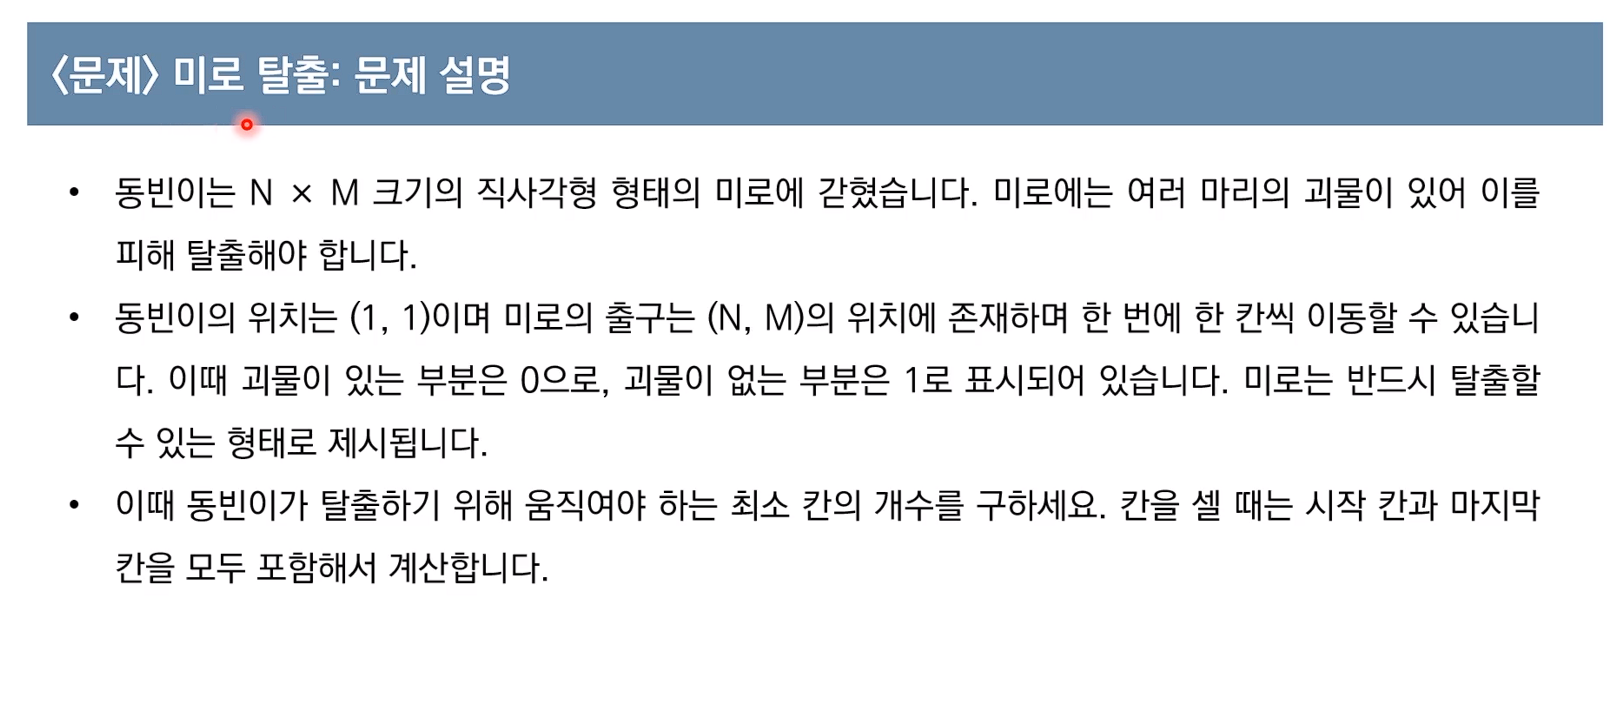 〈문제〉 미로 탈출: 문제 설명
• 동빈이는 N × M 크기의 직사각형 형태의 미로에 갇혔습니다. 미로에는 여러 마리의 괴물이 있어 이를
피해 탈출해야 합니다.
• 동빈이의 위치는 (1, 1)이며 미로의 출구는 (N, M)의 위치에 존재하며 한 번에 한 칸씩 이동할 수 있습니
다. 이때 괴물이 있는 부분은 0으로, 괴물이 없는 부분은 1로 표시되어 있습니다. 미로는 반드시 탈출할
수 있는 형태로 제시됩니다.
• 이때 동빈이가 탈출하기 위해 움직여야 하는 최소 칸의 개수를 구하세요. 칸을 셀 때는 시작 칸과 마지막
칸을 모두 포함해서 계산합니다.